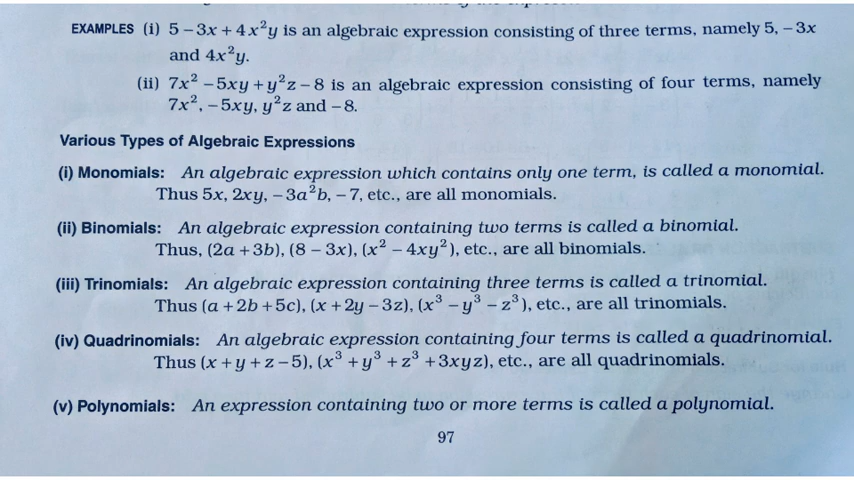 EXAMPLES (i) 5 – 3x + 4x²y is an algebraic expression consisting of three terms, namely 5, – 3x
and 4x²y.
(ii) 7x² – 5xy + y²z – 8 is an algebraic expression consisting of four terms, namely
7x², – 5xy, y²z and – 8.
Various Types of Algebraic Expressions
(i) Monomials: An algebraic expression which contains only one term, is called a monomial.
Thus 5x, 2xy, – 3a²b, – 7, etc., are all monomials.
(ii) Binomials: An algebraic expression containing two terms is called a binomial.
Thus, (2a + 3b), (8 – 3x), (x² – 4xy²), etc., are all binomials.
(iii) Trinomials: An algebraic expression containing three terms is called a trinomial.
Thus (a + 2b + 5c), (x + 2y – 3z), (x³ – y³ – z³), etc., are all trinomials.
(iv) Quadrinomials: An algebraic expression containing four terms is called a quadrinomial.
Thus (x + y + z – 5), (x³ + y³ + z³ + 3xyz), etc., are all quadrinomials.
(v) Polynomials: An expression containing two or more terms is called a polynomial.
97